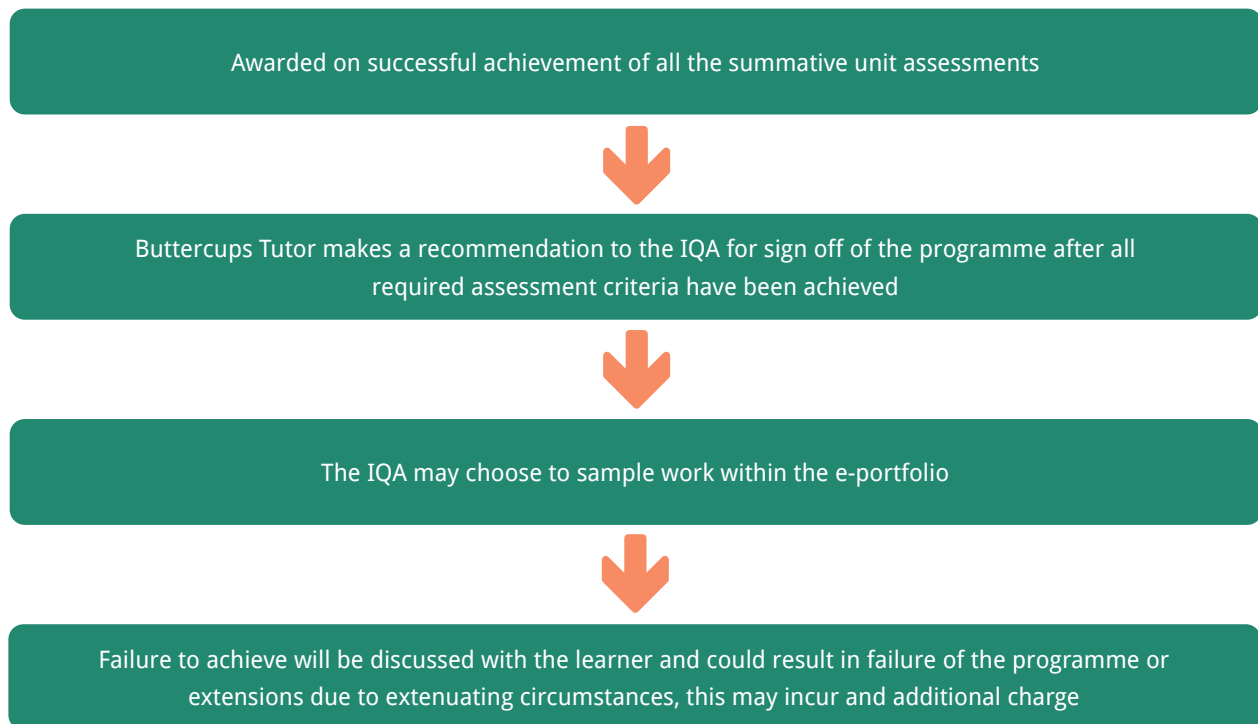 Awarded on successful achievement of all the summative unit assessments
Buttercups Tutor makes a recommendation to the IQA for sign off of the programme after all
required assessment criteria have been achieved
The IQA may choose to sample work within the e-portfolio
Failure to achieve will be discussed with the learner and could result in failure of the programme or
extensions due to extenuating circumstances, this may incur and additional charge